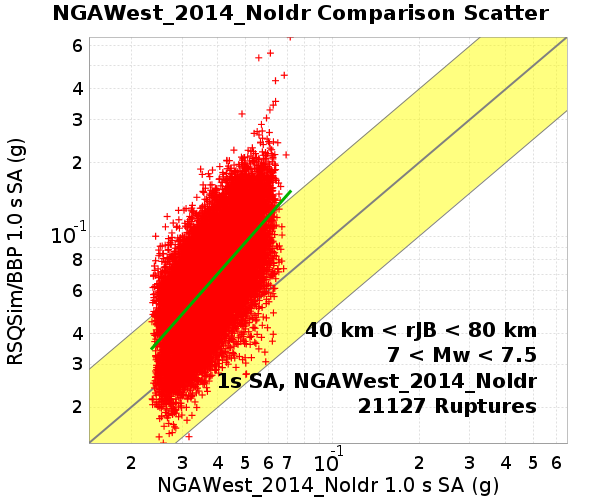 NGAWest_2014_NoIdr Comparison Scatter
RSQSim/BBP 1.0 s SA (g)
6
4
3
2
10^-1
8
6
4
3
2
40 km < rJB < 80 km
7 < Mw < 7.5
1s SA, NGAWest_2014_NoIdr
21127 Ruptures
2 3 4 5 6 7 10^-1 2 3 4 5 6
NGAWest_2014_NoIdr 1.0 s SA (g)